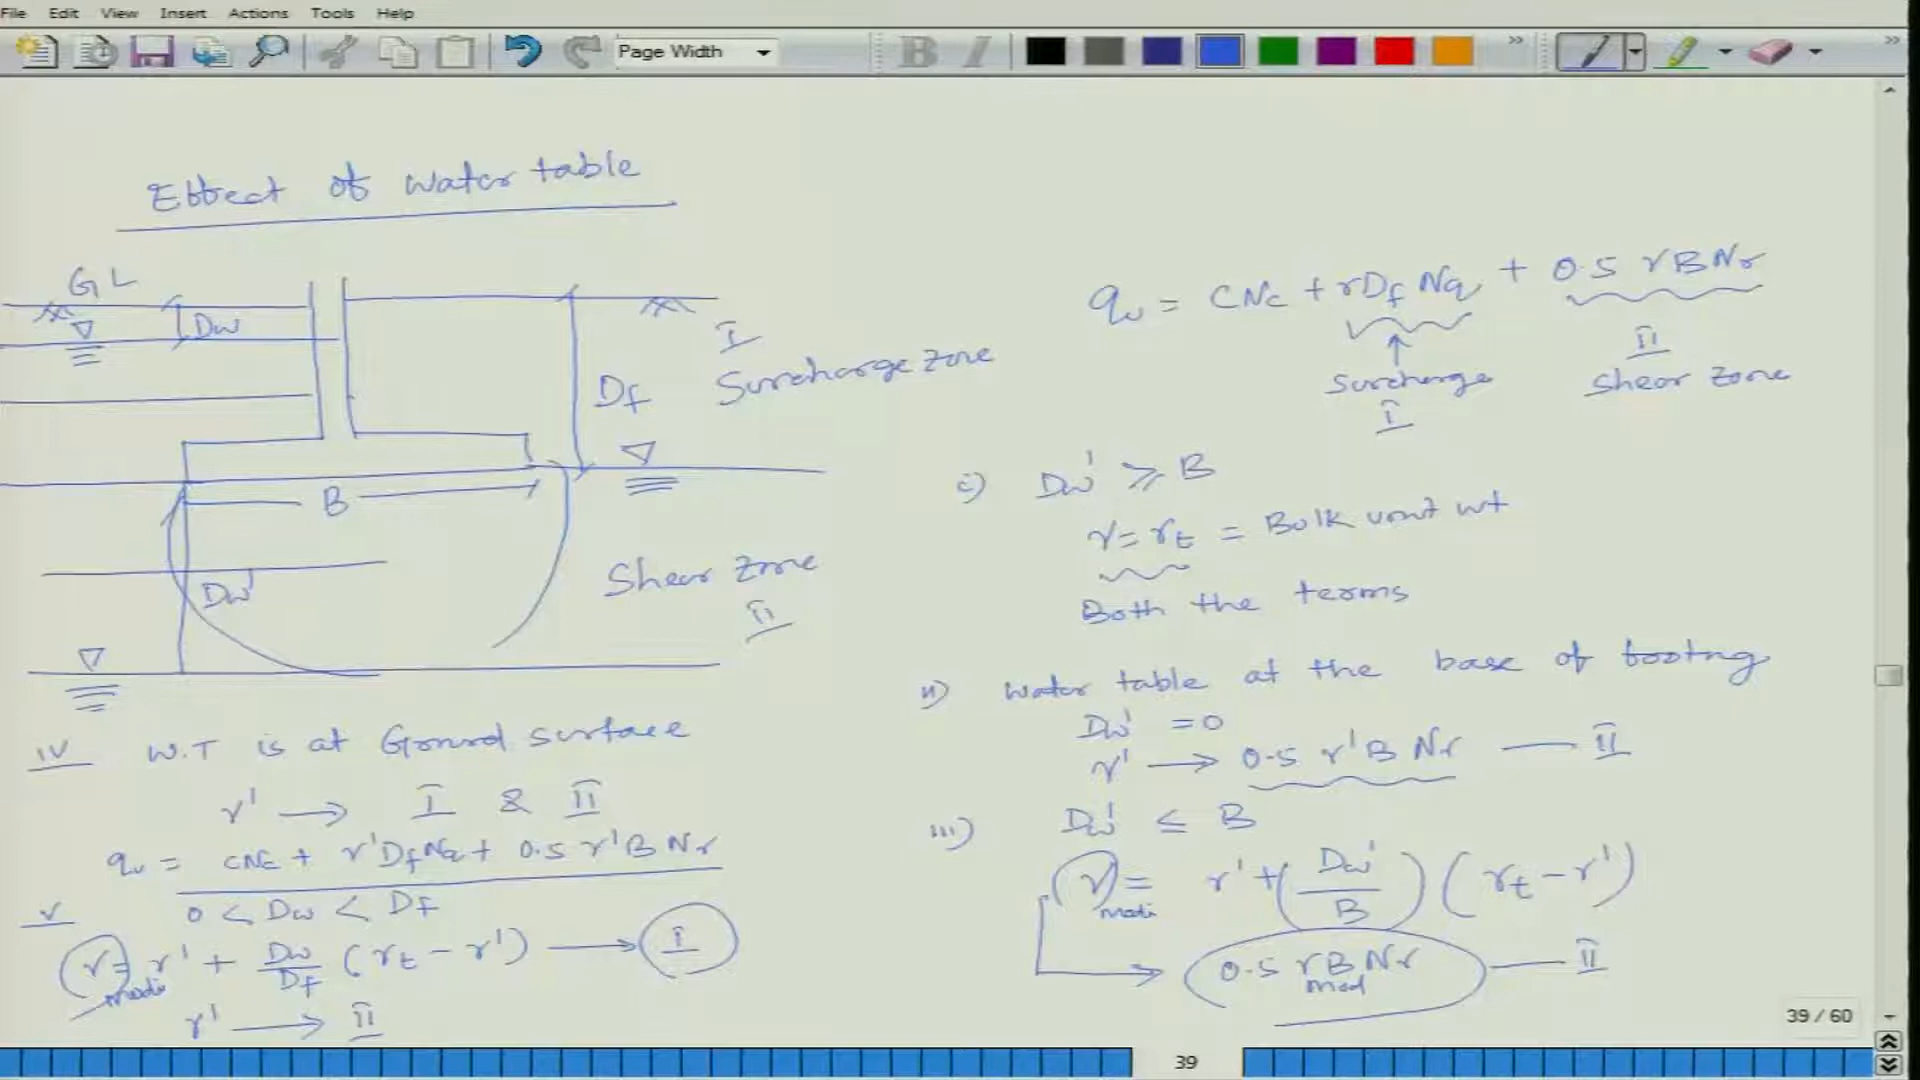 File Edit View Insert Actions Tools Help
Page Width
Effect of water table
GL
Dw
I
Surcharge zone
Df
B
Shear zone
II
Dw'
IV W.T is at Ground surface
γ' → I & II
qu = CNc + γ'DfNq + 0.5 γ'BNr
V 0 < Dw < Df
γ = γ' + Dw/Df (γt - γ') → I
modi
γ' → II
qu = CNc + γDf Nq + 0.5 γBNr
Surcharge
I
II
Shear zone
i) Dw' ≥ B
γ = γt = Bulk unit wt
Both the terms
ii) water table at the base of footing
Dw' = 0
γ' → 0.5 γ'B Nr — II
iii) Dw' ≤ B
γ = γ' + (Dw'/B) (γt - γ')
modi
0.5 γBNr — II
mod
39/60
39